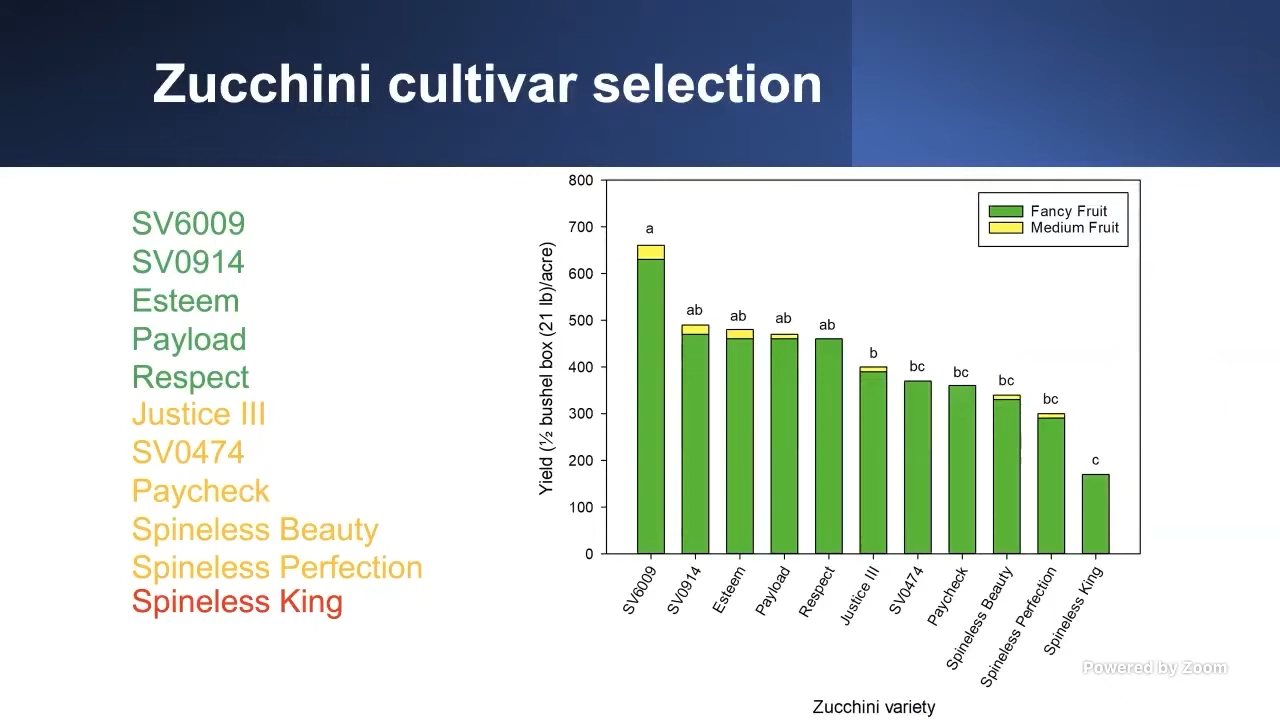 Zucchini cultivar selection
SV6009
SV0914
Esteem
Payload
Respect
Justice III
SV0474
Paycheck
Spineless Beauty
Spineless Perfection
Spineless King
Yield (½ bushel box (21 lb)/acre)
800
700
600
500
400
300
200
100
0
Fancy Fruit
Medium Fruit
a
ab
ab
ab
ab
b
bc
bc
bc
bc
c
SV6009
SV0914
Esteem
Payload
Respect
Justice III
SV0474
Paycheck
Spineless Beauty
Spineless Perfection
Spineless King
Zucchini variety
Powered by Zoom